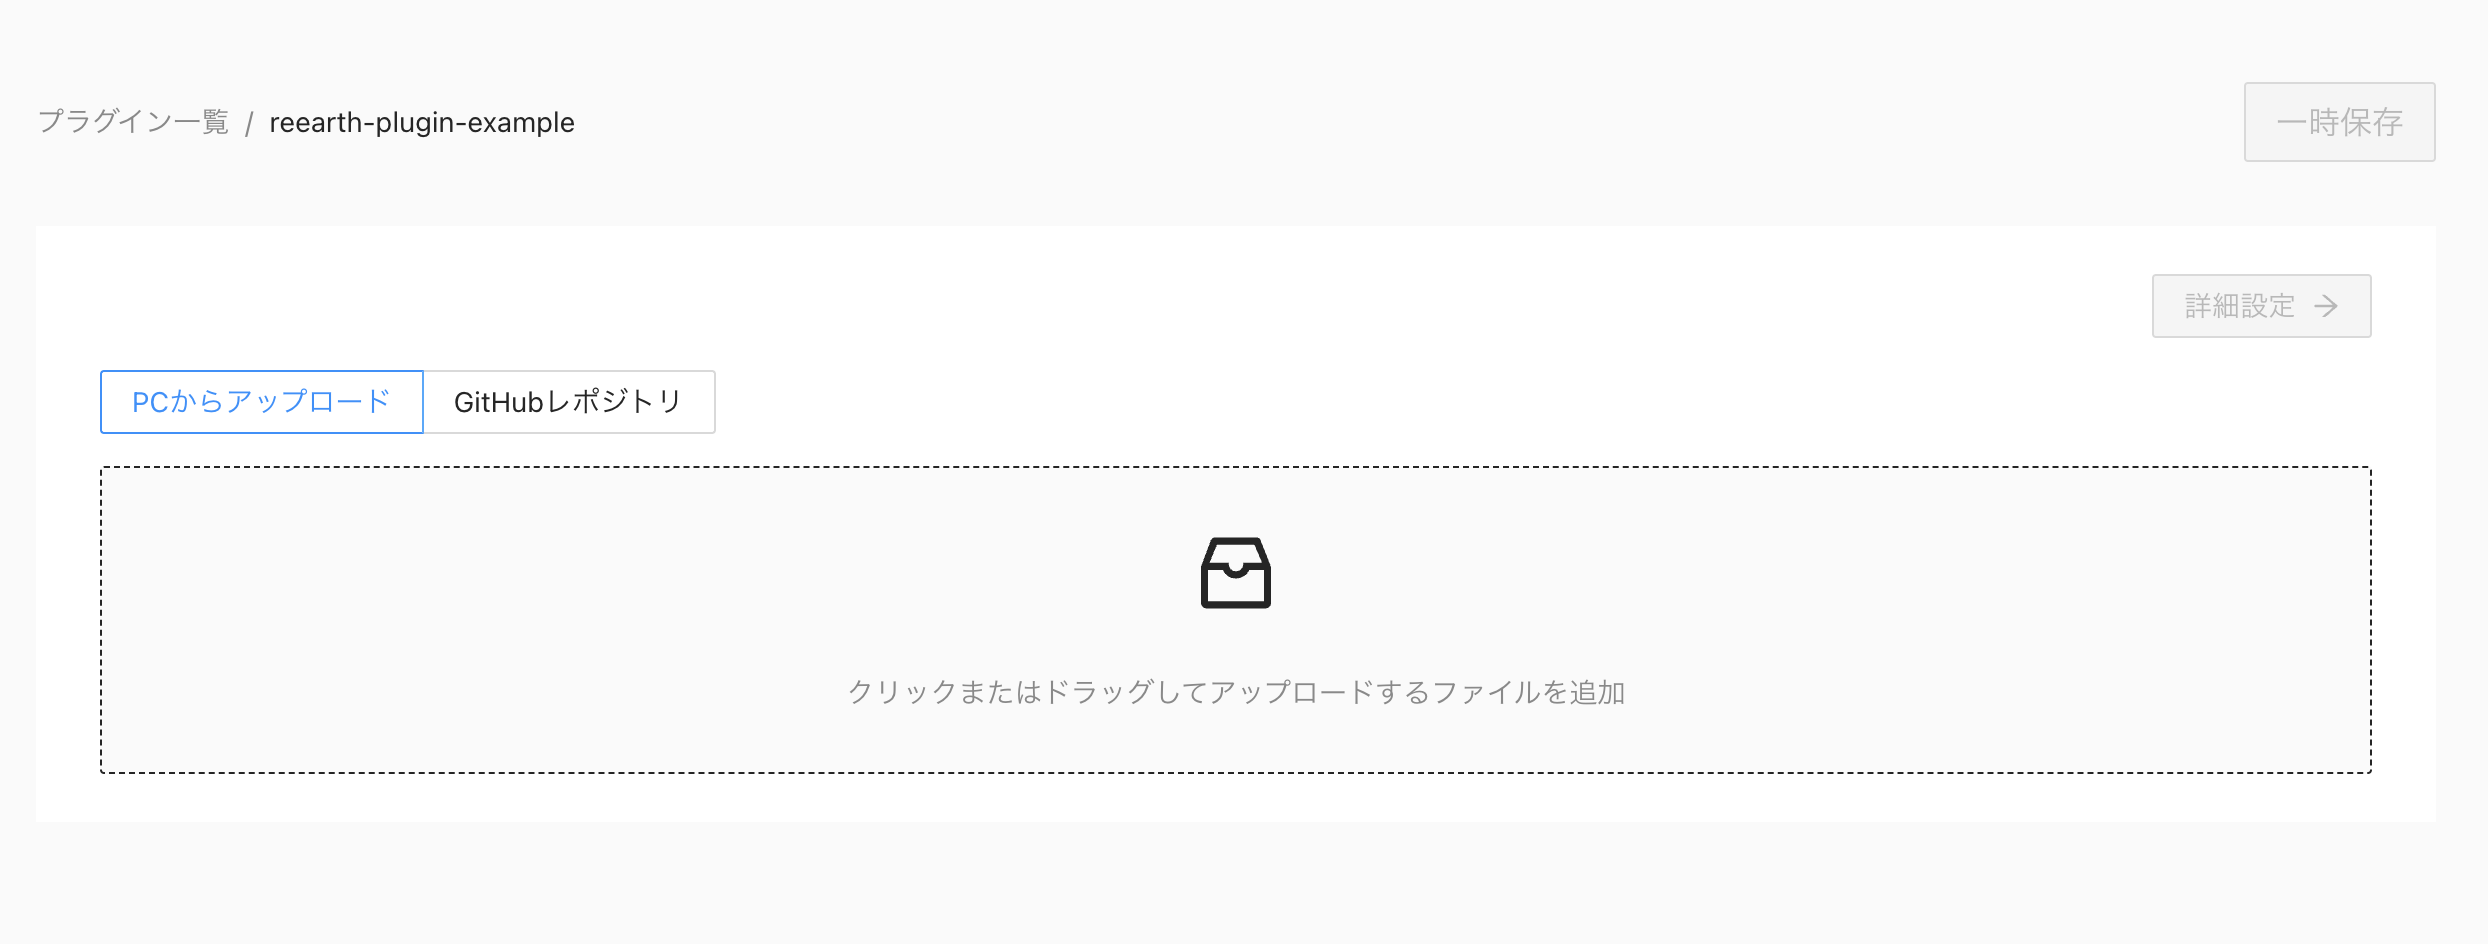 プラグイン一覧 / reearth-plugin-example
一時保存
詳細設定 →
PCからアップロード
GitHubレポジトリ
クリックまたはドラッグしてアップロードするファイルを追加